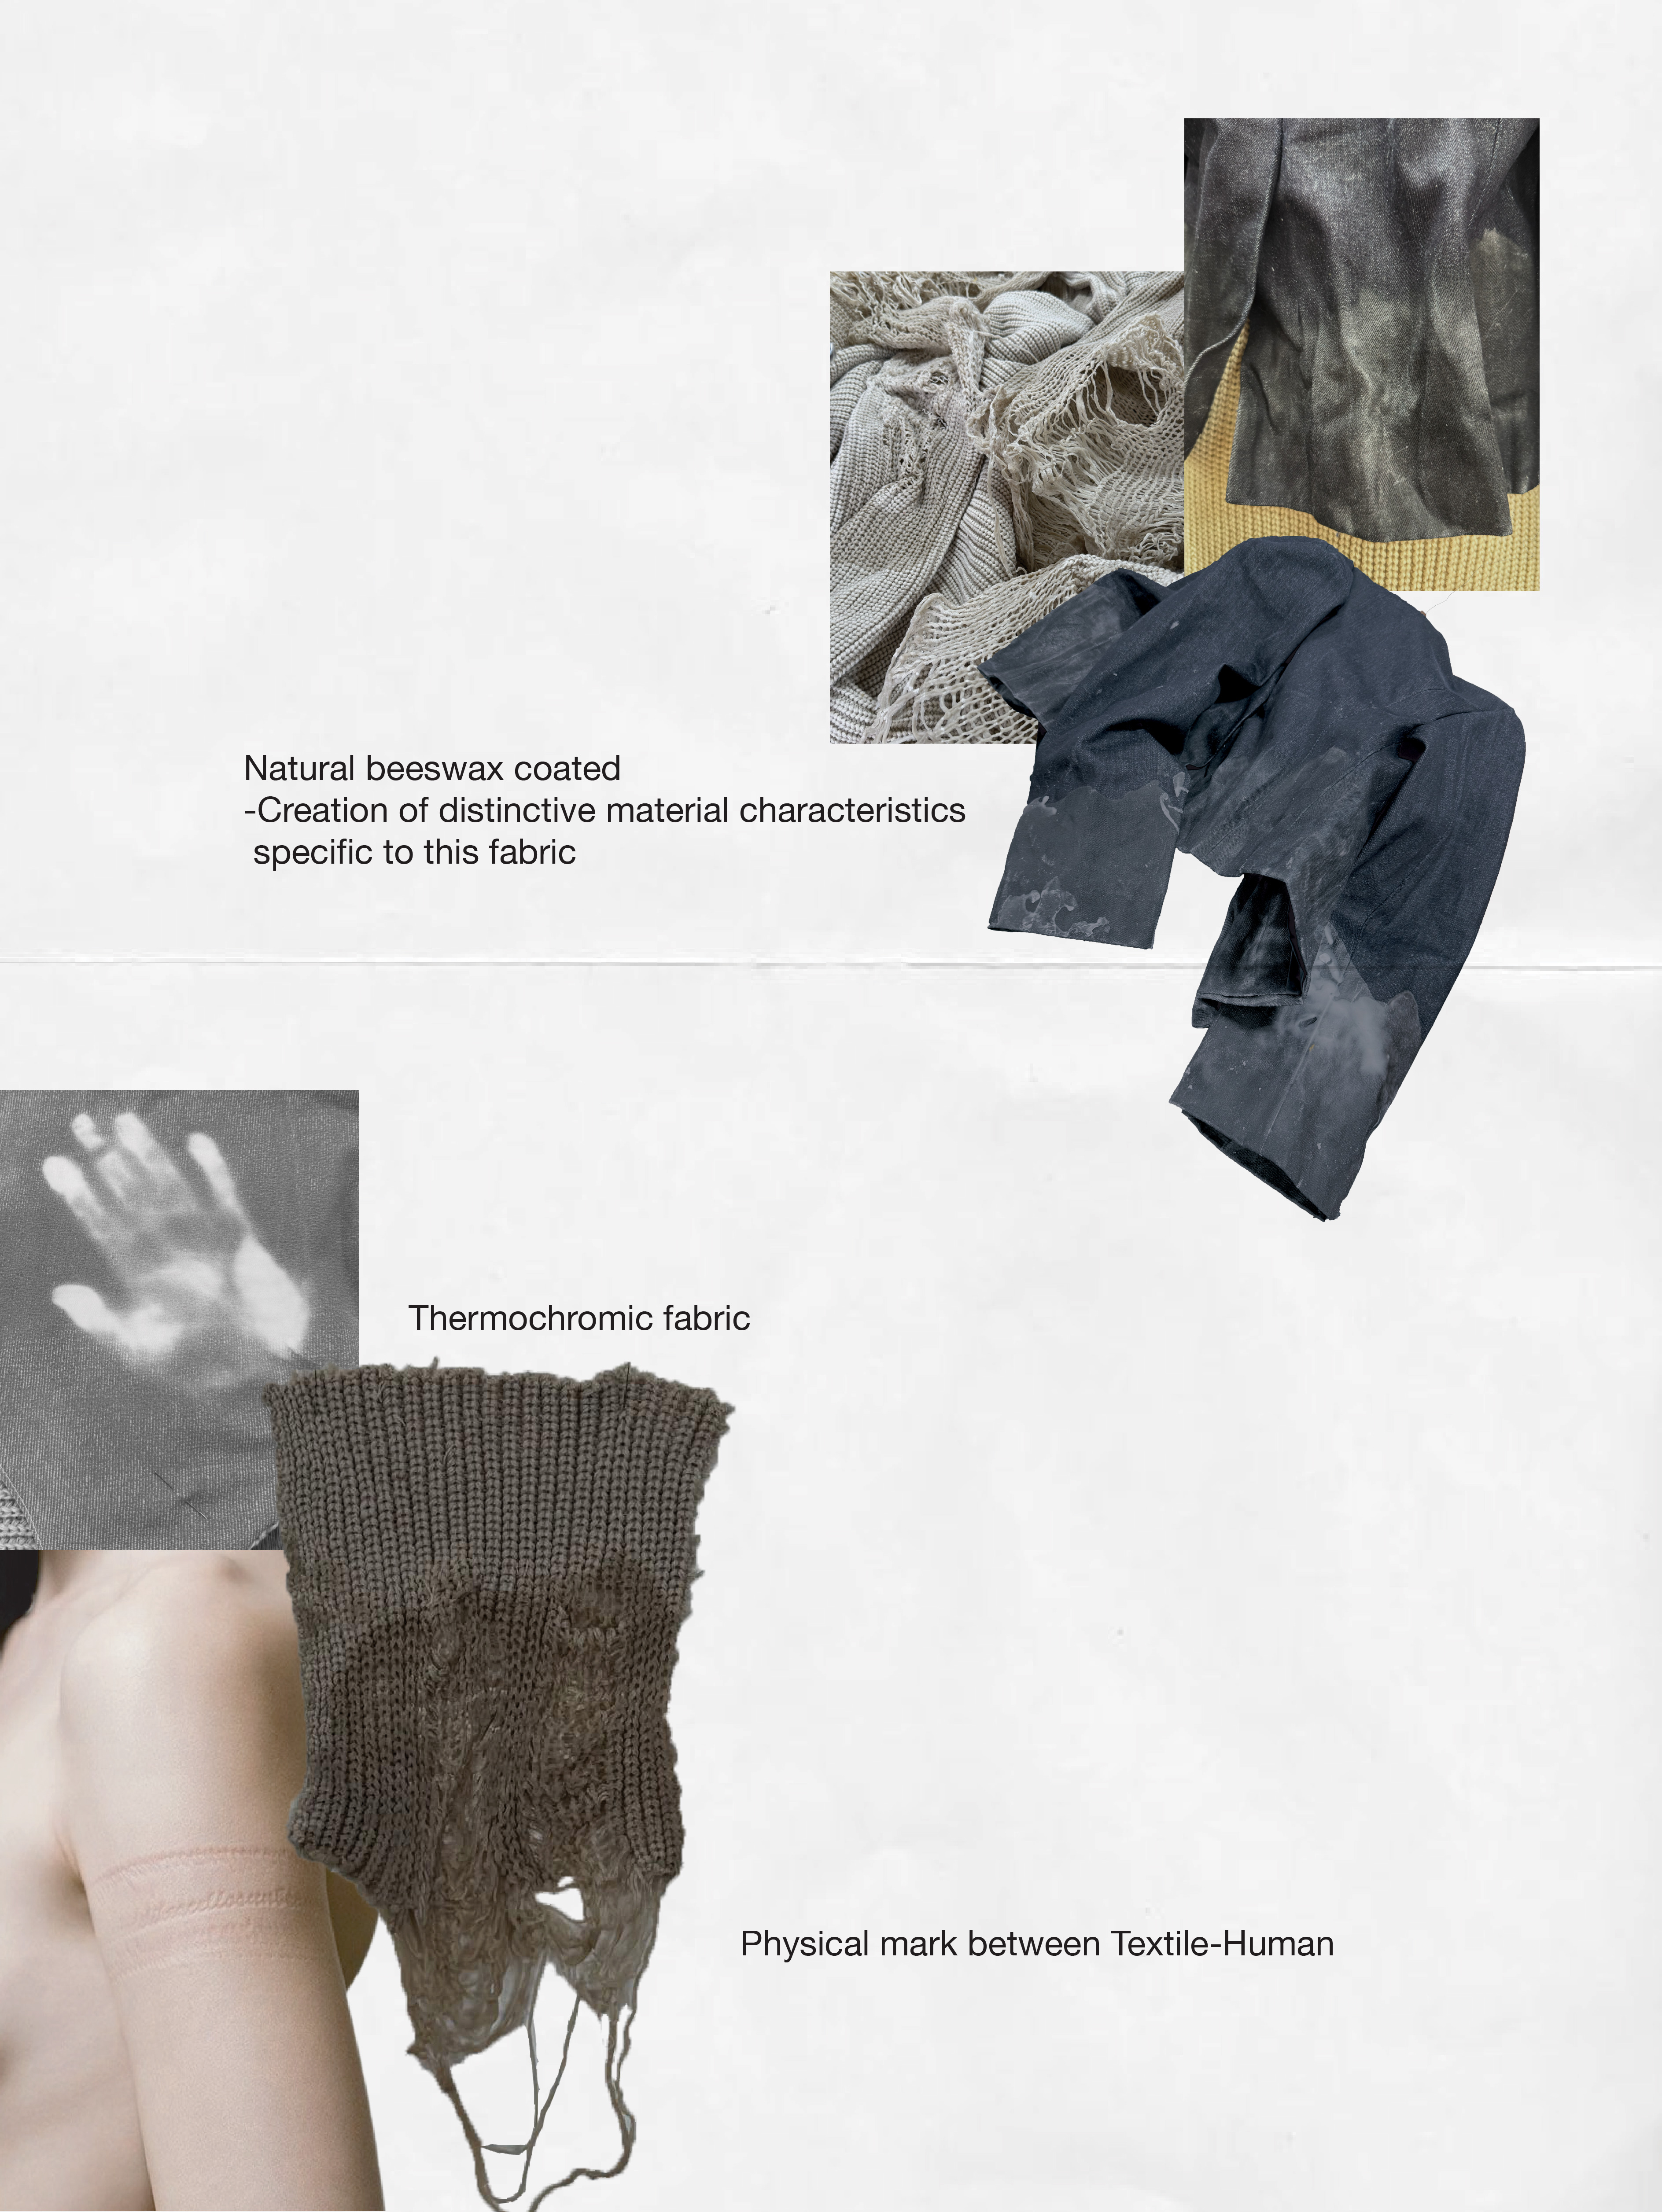 Natural beeswax coated
-Creation of distinctive material characteristics
specific to this fabric
Thermochromic fabric
Physical mark between Textile-Human